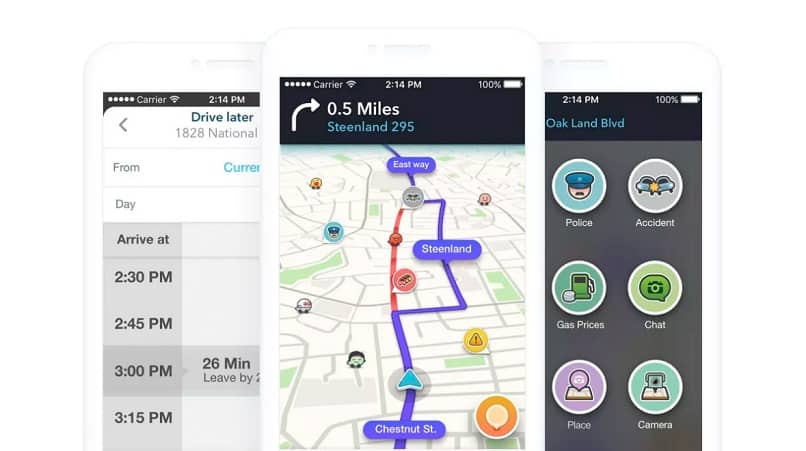 Carrier 2:14 PM
Drive later
1828 National
From Curre
Day
Arrive at
2:30 PM
2:45 PM
3:00 PM 26 Min
Leave by 2
3:15 PM
Carrier 2:14 PM 100%
0.5 Miles
Steenland 295
East way
Steenland
Chestnut St.
2:14 PM 100%
Oak Land Blvd
Police Accident
Gas Prices Chat
Place Camera